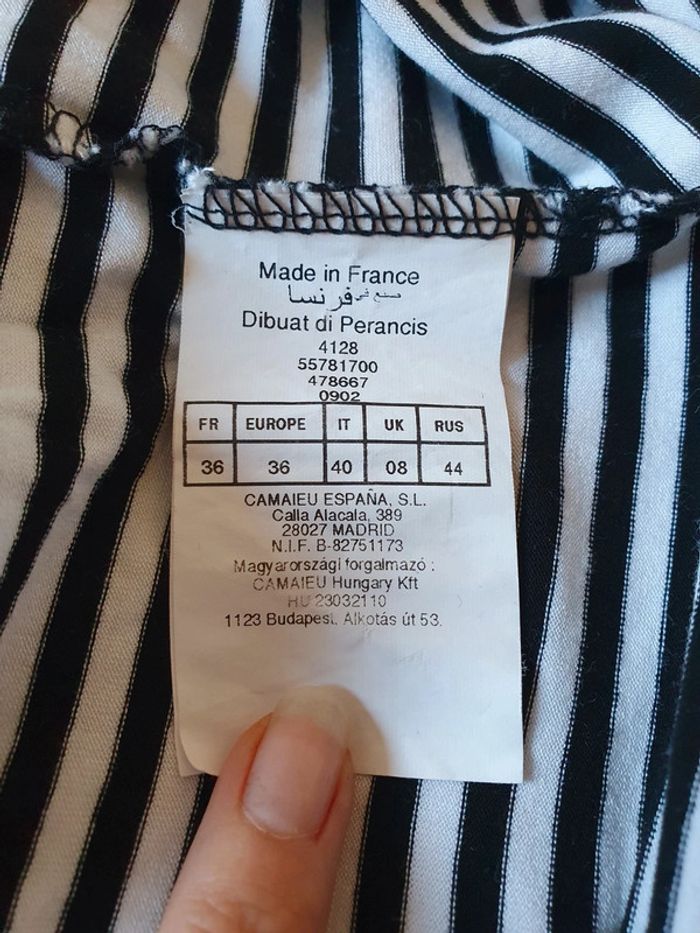 Made in France
صنع في فرنسا
Dibuat di Perancis
4128
55781700
478667
0902
FR EUROPE IT UK RUS
36 36 40 08 44
CAMAIEU ESPAÑA, S.L.
Calla Alacala, 389
28027 MADRID
N.I.F. B-82751173
Magyarországi forgalmazó :
CAMAIEU Hungary Kft
HU 23032110
1123 Budapest, Alkotás út 53.